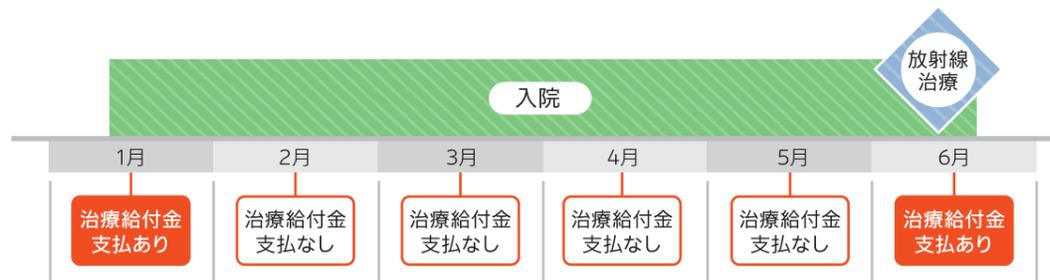 放射線
治療
入院
1月
2月
3月
4月
5月
6月
治療給付金
支払あり
治療給付金
支払なし
治療給付金
支払なし
治療給付金
支払なし
治療給付金
支払なし
治療給付金
支払あり